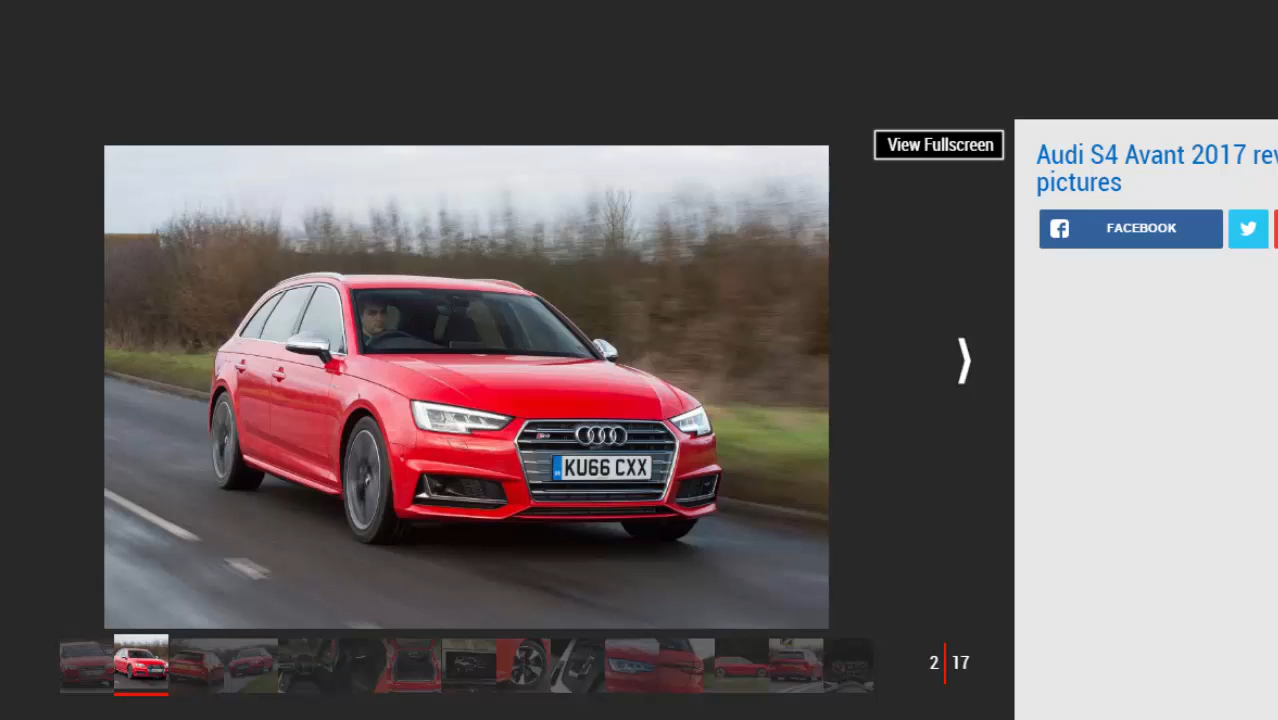 View Fullscreen
Audi S4 Avant 2017 rev
pictures
FACEBOOK
KU66 CXX
2 17